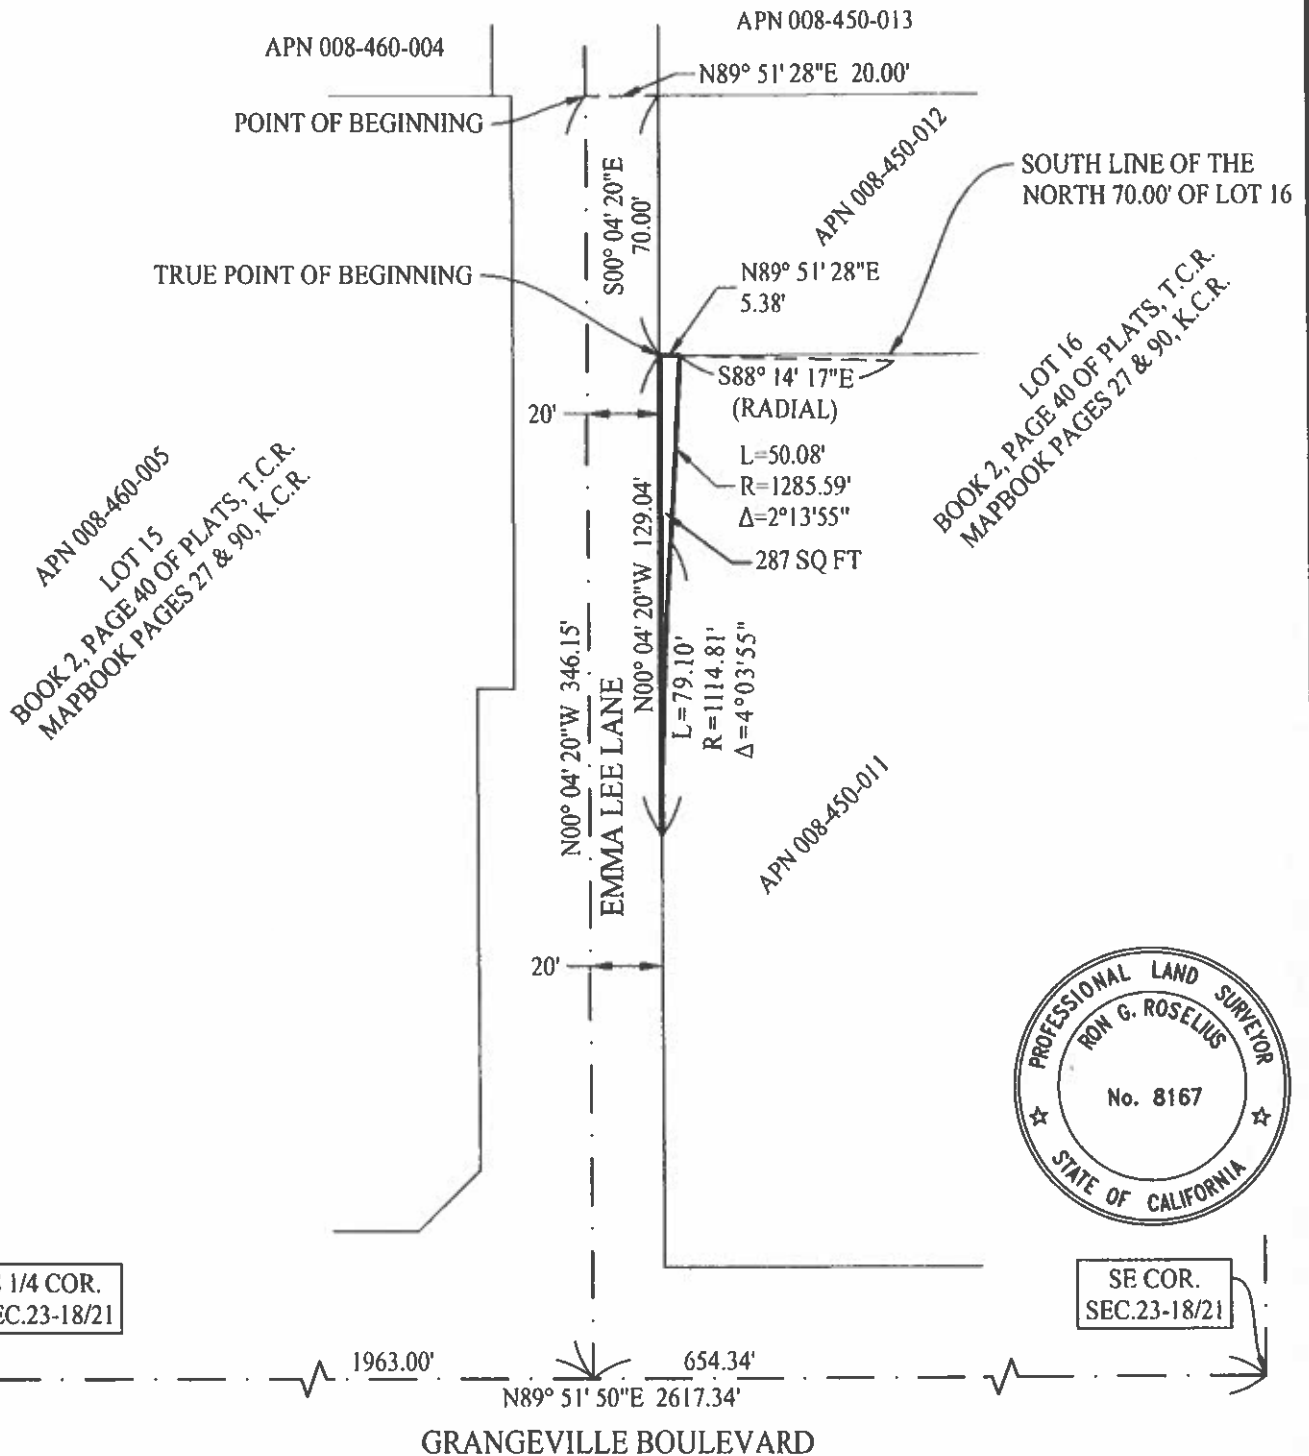 APN 008-460-004
APN 008-450-013
N89° 51' 28"E 20.00'
POINT OF BEGINNING
APN 008-450-012
S00° 04' 20"E
70.00'
SOUTH LINE OF THE
NORTH 70.00' OF LOT 16
TRUE POINT OF BEGINNING
N89° 51' 28"E
5.38'
LOT 16
BOOK 2, PAGE 40 OF PLATS, T.C.R.
MAPBOOK PAGES 27 & 90, K.C.R.
S88° 14' 17"E
(RADIAL)
20'
L=50.08'
R=1285.59'
Δ=2°13'55"
287 SQ FT
APN 008-460-005
LOT 15
BOOK 2, PAGE 40 OF PLATS, T.C.R.
MAPBOOK PAGES 27 & 90, K.C.R.
N00° 04' 20"W 129.04'
N00° 04' 20"W 346.15'
EMMA LEE LANE
L=79.10'
R=1114.81'
Δ=4°03'55"
APN 008-450-011
20'
PROFESSIONAL LAND SURVEYOR
RON G. ROSELIUS
No. 8167
STATE OF CALIFORNIA
1/4 COR.
EC.23-18/21
SE COR.
SEC.23-18/21
1963.00'
654.34'
N89° 51' 50"E 2617.34'
GRANGEVILLE BOULEVARD